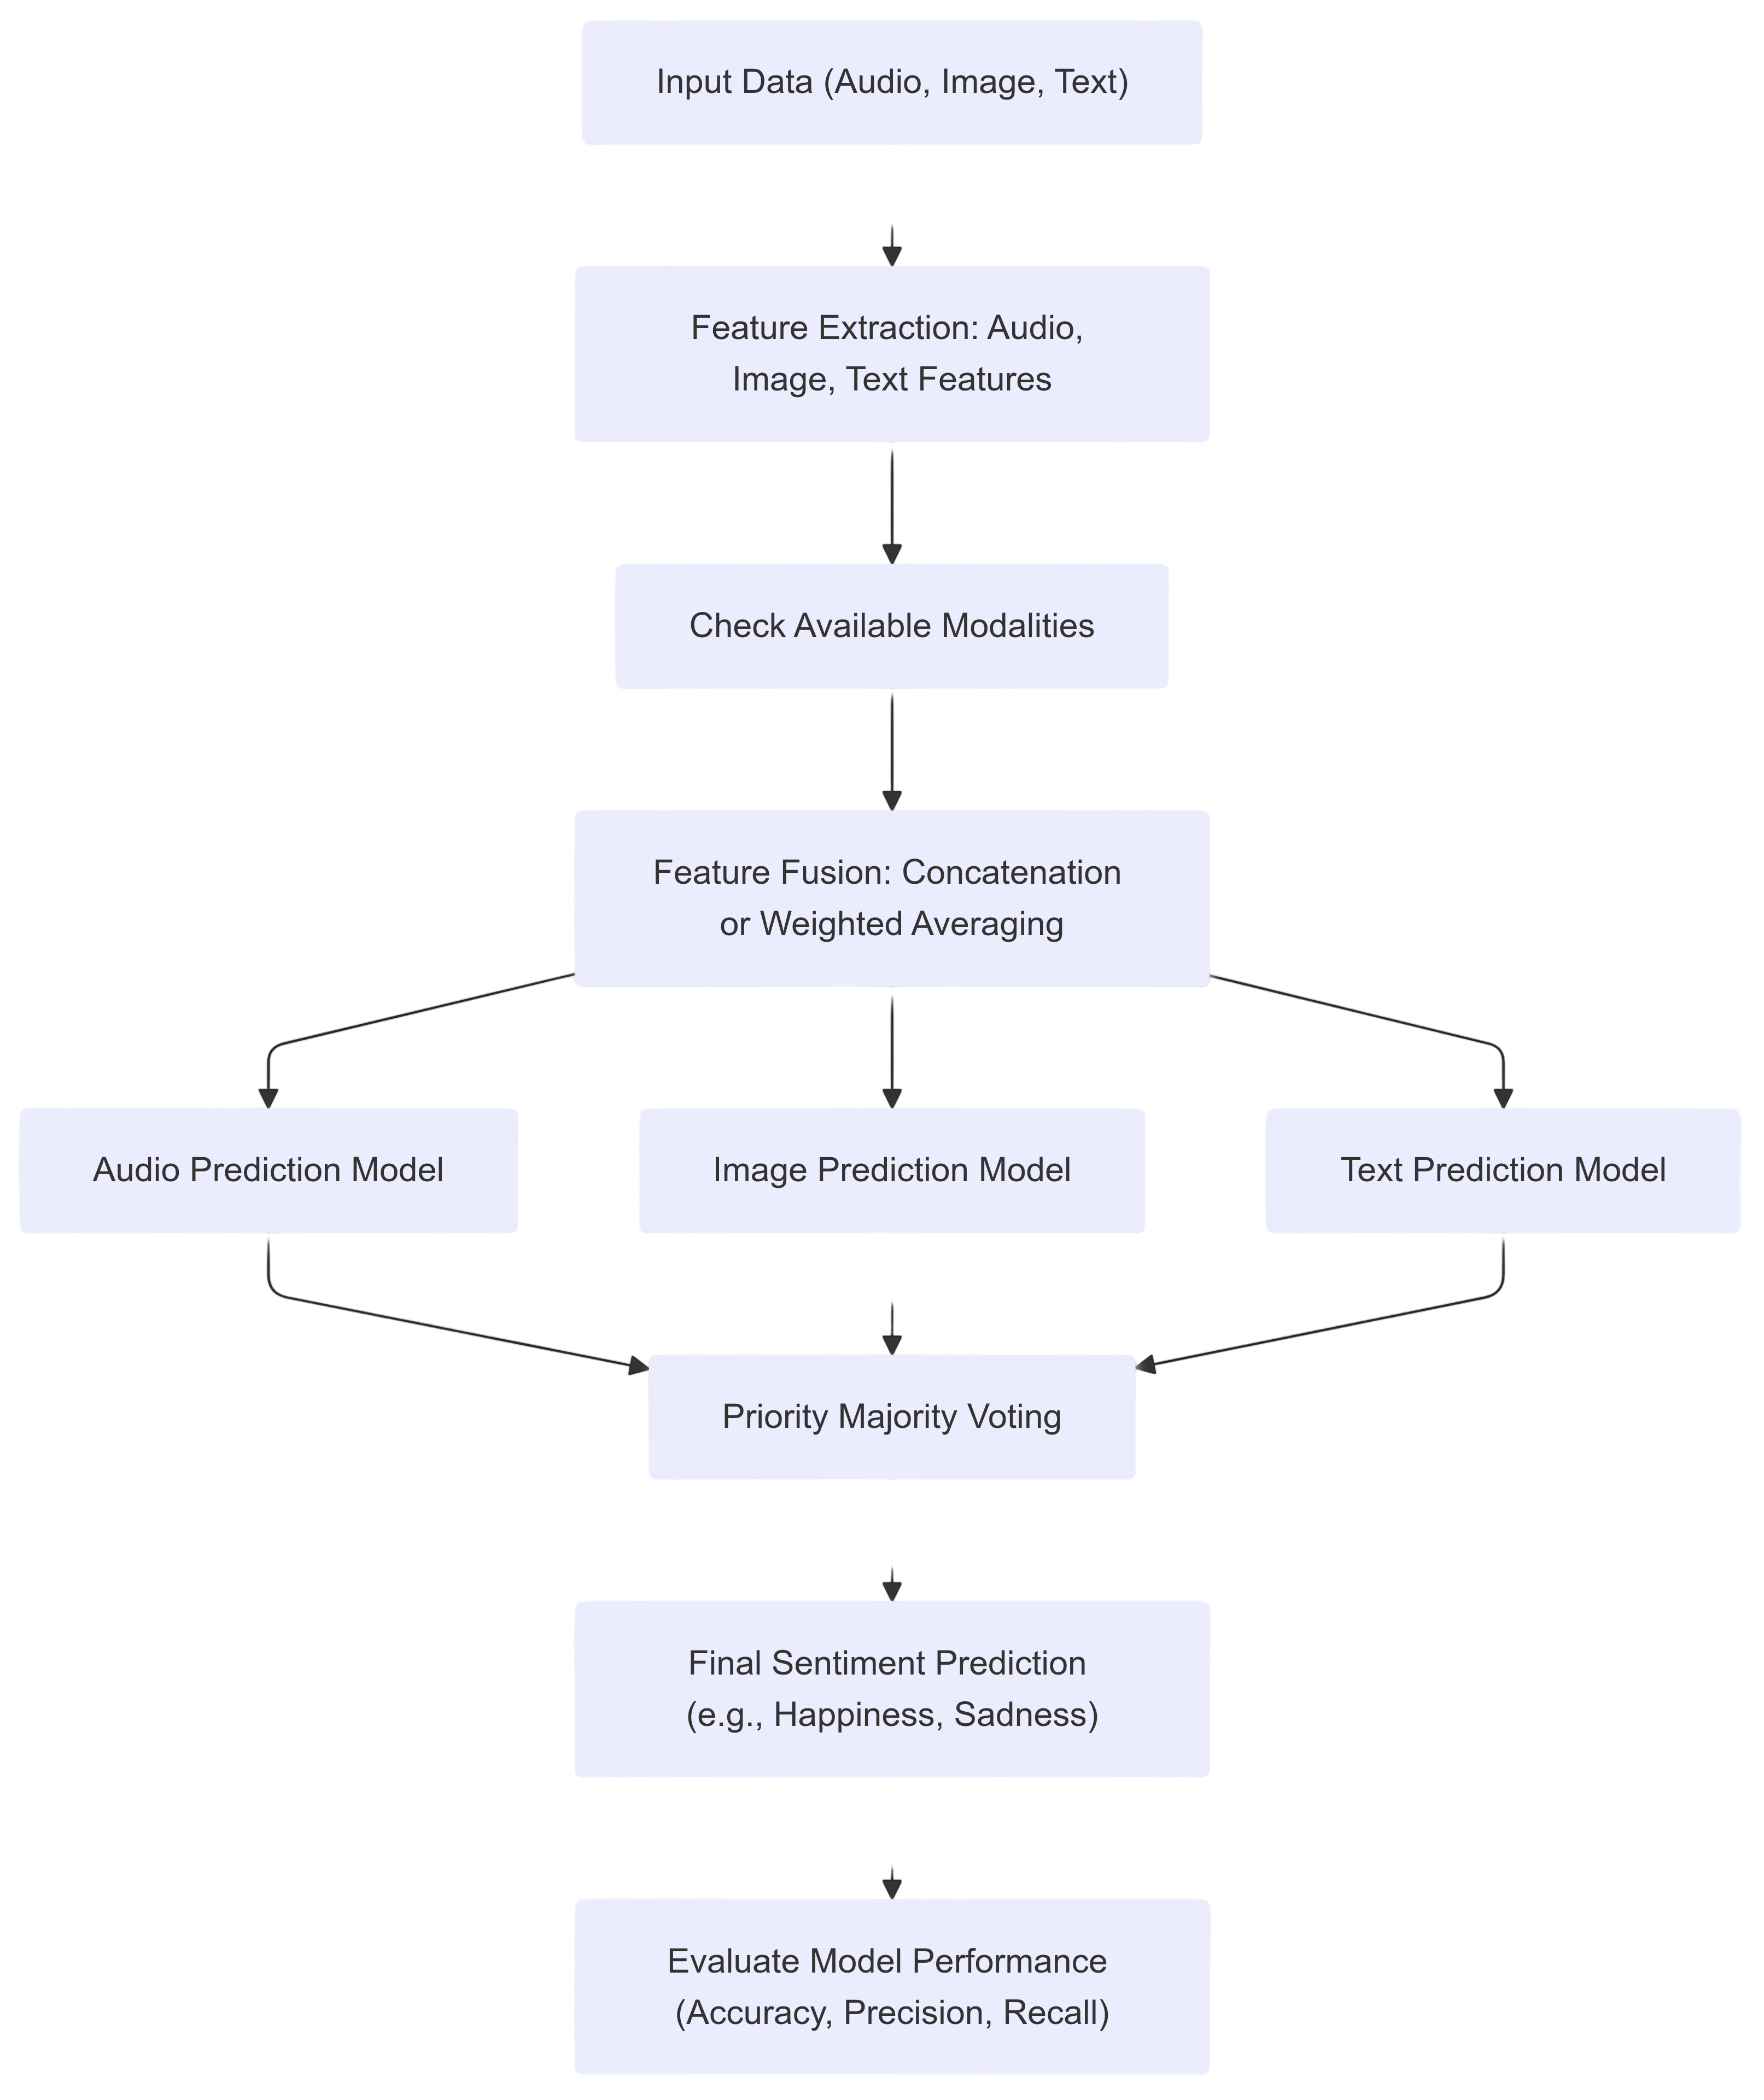 Input Data (Audio, Image, Text)
Feature Extraction: Audio,
Image, Text Features
Check Available Modalities
Feature Fusion: Concatenation
or Weighted Averaging
Audio Prediction Model
Image Prediction Model
Text Prediction Model
Priority Majority Voting
Final Sentiment Prediction
(e.g., Happiness, Sadness)
Evaluate Model Performance
(Accuracy, Precision, Recall)